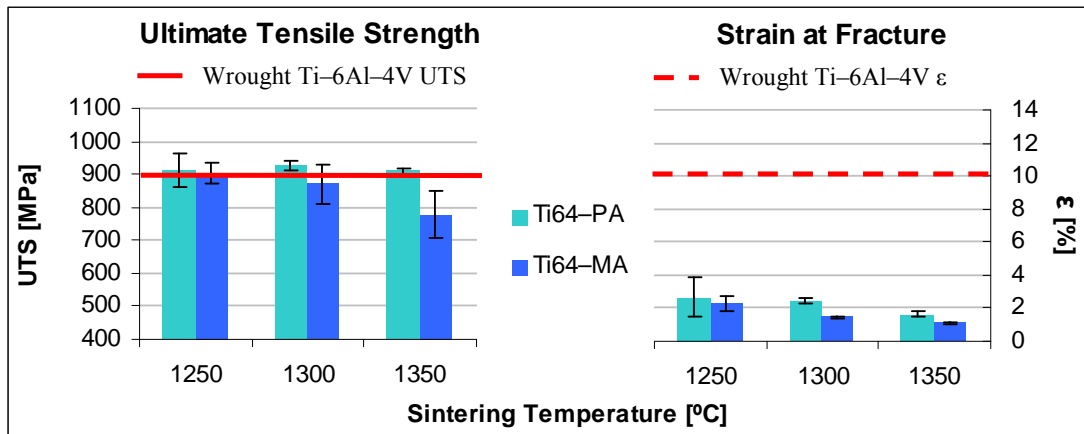 Ultimate Tensile Strength
Wrought Ti–6Al–4V UTS
UTS [MPa]
1100
1000
900
800
700
600
500
400
1250 1300 1350
Ti64–PA
Ti64–MA
Strain at Fracture
Wrought Ti–6Al–4V ε
14
12
10
8
6
4
2
0
ε [%]
1250 1300 1350
Sintering Temperature [ºC]